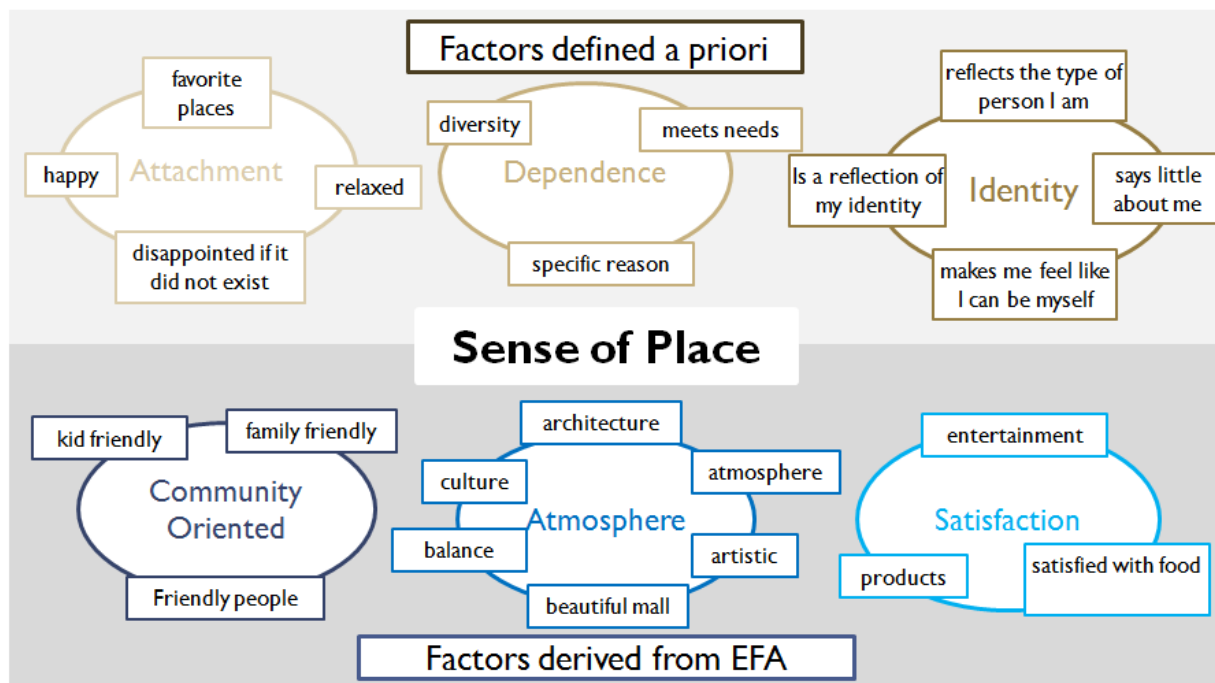 Factors defined a priori
favorite
places
happy
Attachment
relaxed
disappointed if it
did not exist
diversity
meets needs
Dependence
specific reason
reflects the type of
person I am
Is a reflection of
my identity
Identity
says little
about me
makes me feel like
I can be myself
Sense of Place
kid friendly
family friendly
Community
Oriented
Friendly people
architecture
culture
atmosphere
Atmosphere
balance
artistic
beautiful mall
entertainment
Satisfaction
products
satisfied with food
Factors derived from EFA